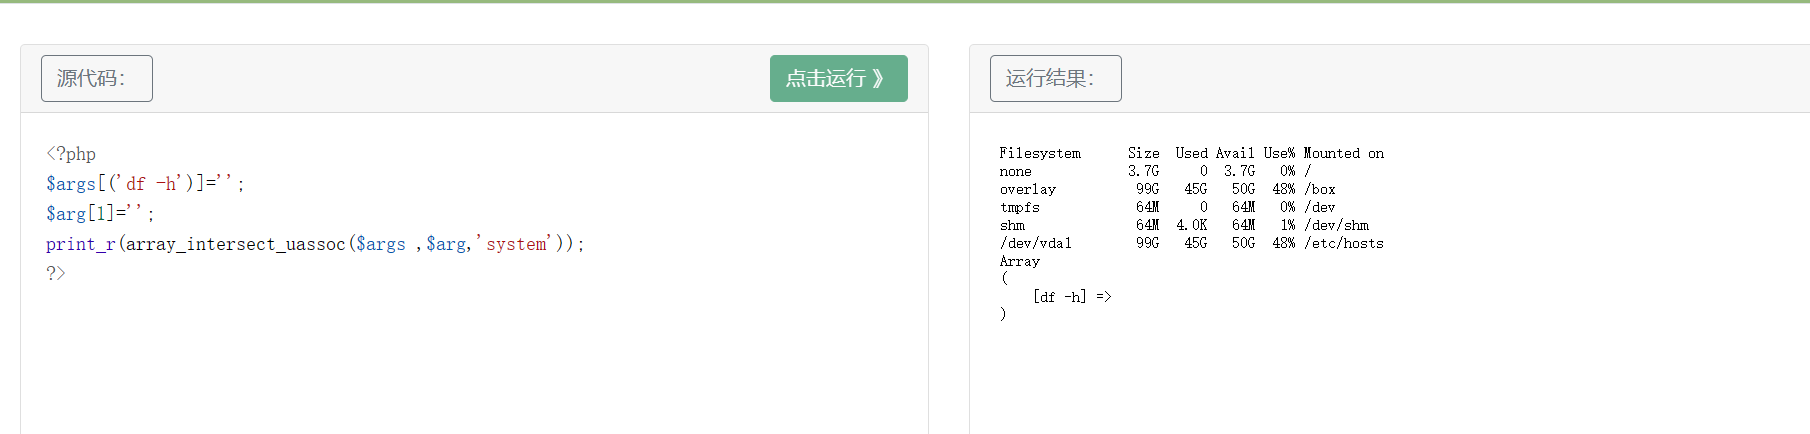 源代码：
点击运行 》
<?php
$args[('df -h')]='';
$arg[1]='';
print_r(array_intersect_uassoc($args ,$arg,'system'));
?>
运行结果：
Filesystem      Size  Used Avail Use% Mounted on
none            3.7G     0  3.7G   0% /
overlay          99G   45G   50G  48% /box
tmpfs            64M     0   64M   0% /dev
shm              64M  4.0K   64M   1% /dev/shm
/dev/vda1        99G   45G   50G  48% /etc/hosts
Array
(
    [df -h] =>
)